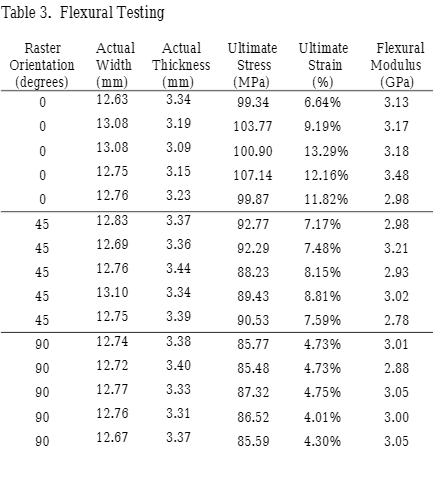 Table 3. Flexural Testing
Raster Actual Actual Ultimate Ultimate Flexural
Orientation Width Thickness Stress Strain Modulus
(degrees) (mm) (mm) (MPa) (%) (GPa)
0 12.63 3.34 99.34 6.64% 3.13
0 13.08 3.19 103.77 9.19% 3.17
0 13.08 3.09 100.90 13.29% 3.18
0 12.75 3.15 107.14 12.16% 3.48
0 12.76 3.23 99.87 11.82% 2.98
45 12.83 3.37 92.77 7.17% 2.98
45 12.69 3.36 92.29 7.48% 3.21
45 12.76 3.44 88.23 8.15% 2.93
45 13.10 3.34 89.43 8.81% 3.02
45 12.75 3.39 90.53 7.59% 2.78
90 12.74 3.38 85.77 4.73% 3.01
90 12.72 3.40 85.48 4.73% 2.88
90 12.77 3.33 87.32 4.75% 3.05
90 12.76 3.31 86.52 4.01% 3.00
90 12.67 3.37 85.59 4.30% 3.05